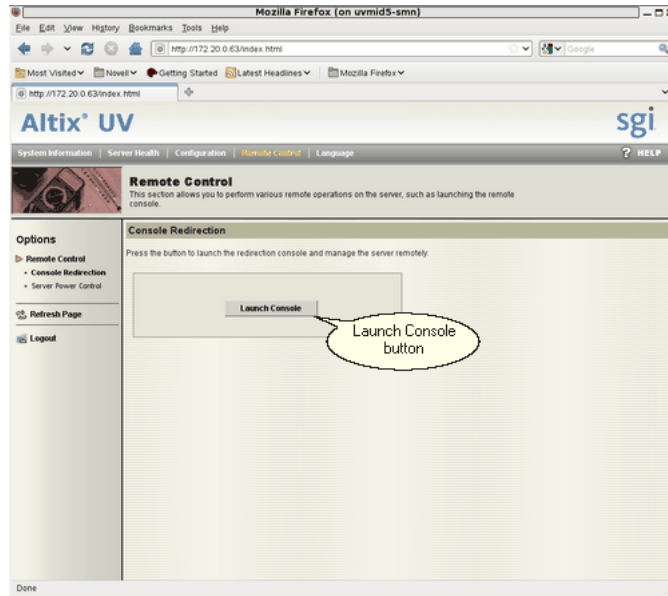 Mozilla Firefox (on uvmid5-smn)
File Edit View History Bookmarks Tools Help
http://172.20.0.63/index.html
Google
Most Visited Novell Getting Started Latest Headlines Mozilla Firefox
http://172.20.0.63/index.html
Altix® UV
sgi
System Information | Server Health | Configuration | Remote Control | Language
? HELP
Remote Control
This section allows you to perform various remote operations on the server, such as launching the remote
console.
Options
Remote Control
Console Redirection
Server Power Control
Refresh Page
Logout
Console Redirection
Press the button to launch the redirection console and manage the server remotely.
Launch Console
Launch Console
button
Done